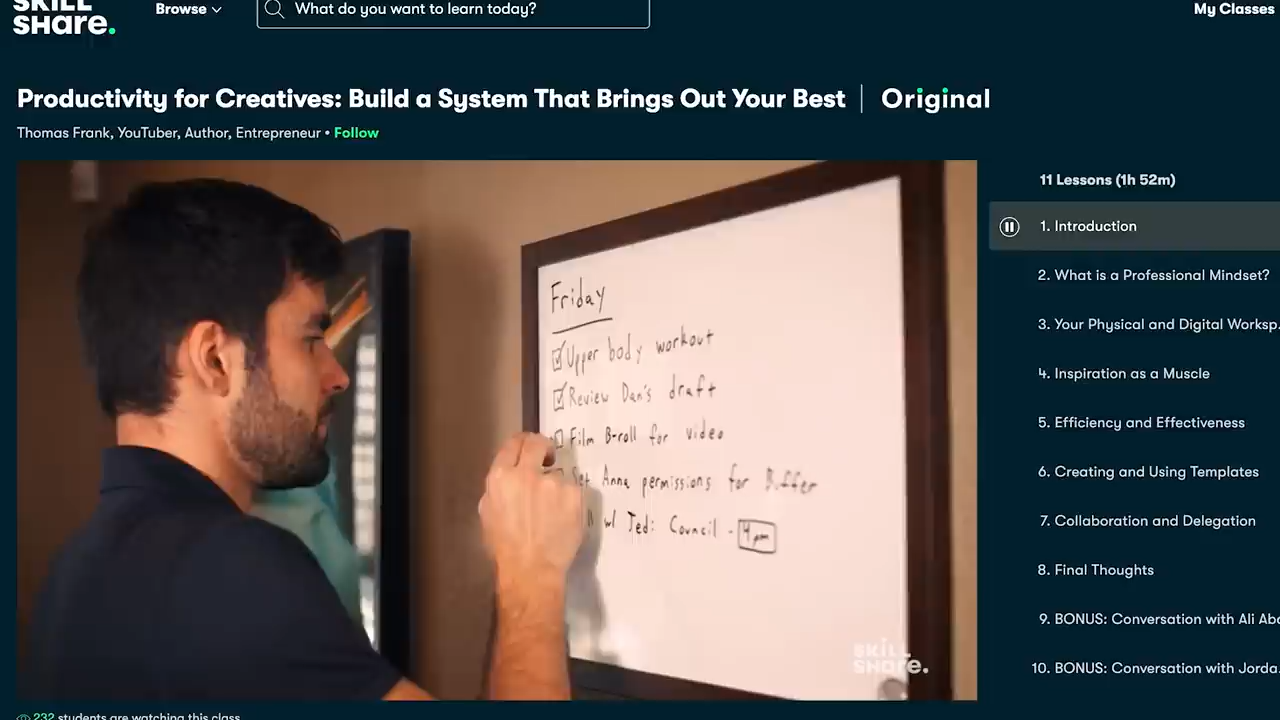 SKILL
SHARE.
Browse
What do you want to learn today?
My Classes
Productivity for Creatives: Build a System That Brings Out Your Best | Original
Thomas Frank, YouTuber, Author, Entrepreneur • Follow
11 Lessons (1h 52m)
1. Introduction
2. What is a Professional Mindset?
3. Your Physical and Digital Worksp
4. Inspiration as a Muscle
5. Efficiency and Effectiveness
6. Creating and Using Templates
7. Collaboration and Delegation
8. Final Thoughts
9. BONUS: Conversation with Ali
10. BONUS: Conversation with
Friday
Upper body workout
Review Dan's draft
Film B-roll for video
Anna permissions for Buffer
w/ Ted: Council - 4pm
SKILL
SHARE.
232 students are watching this class